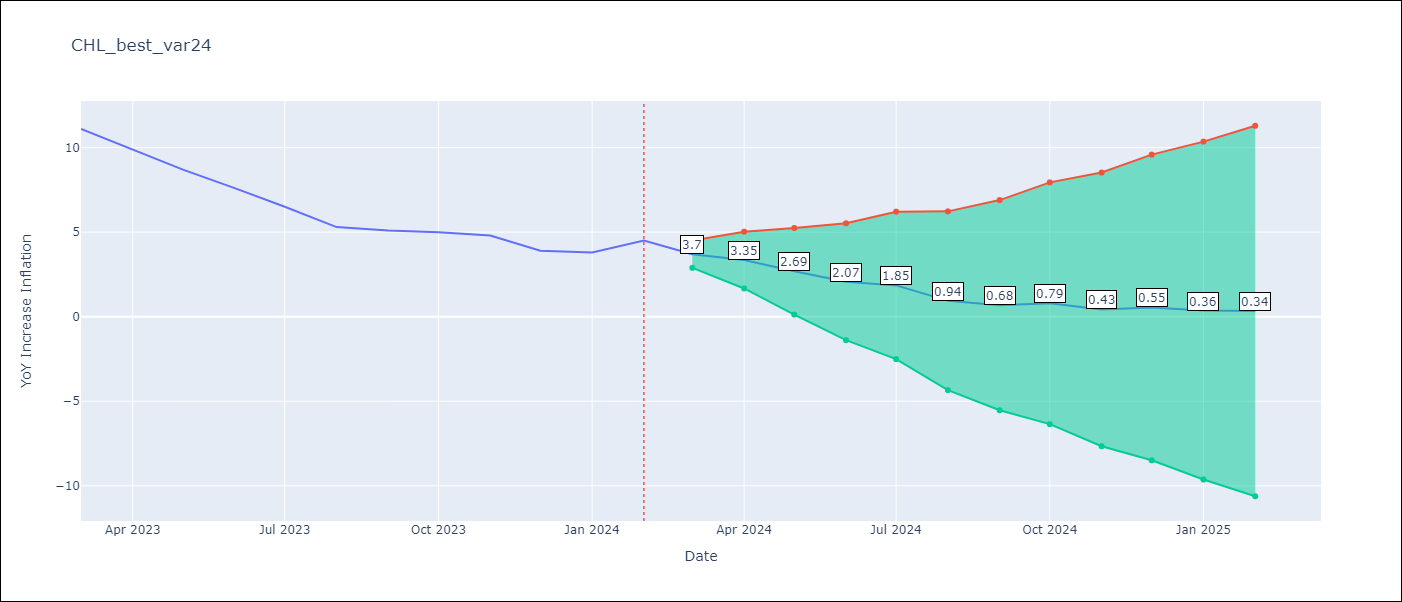 CHL_best_var24
YoY Increase Inflation
10
5
0
−5
−10
3.7
3.35
2.69
2.07
1.85
0.94
0.68
0.79
0.43
0.55
0.36
0.34
Apr 2023
Jul 2023
Oct 2023
Jan 2024
Apr 2024
Jul 2024
Oct 2024
Jan 2025
Date